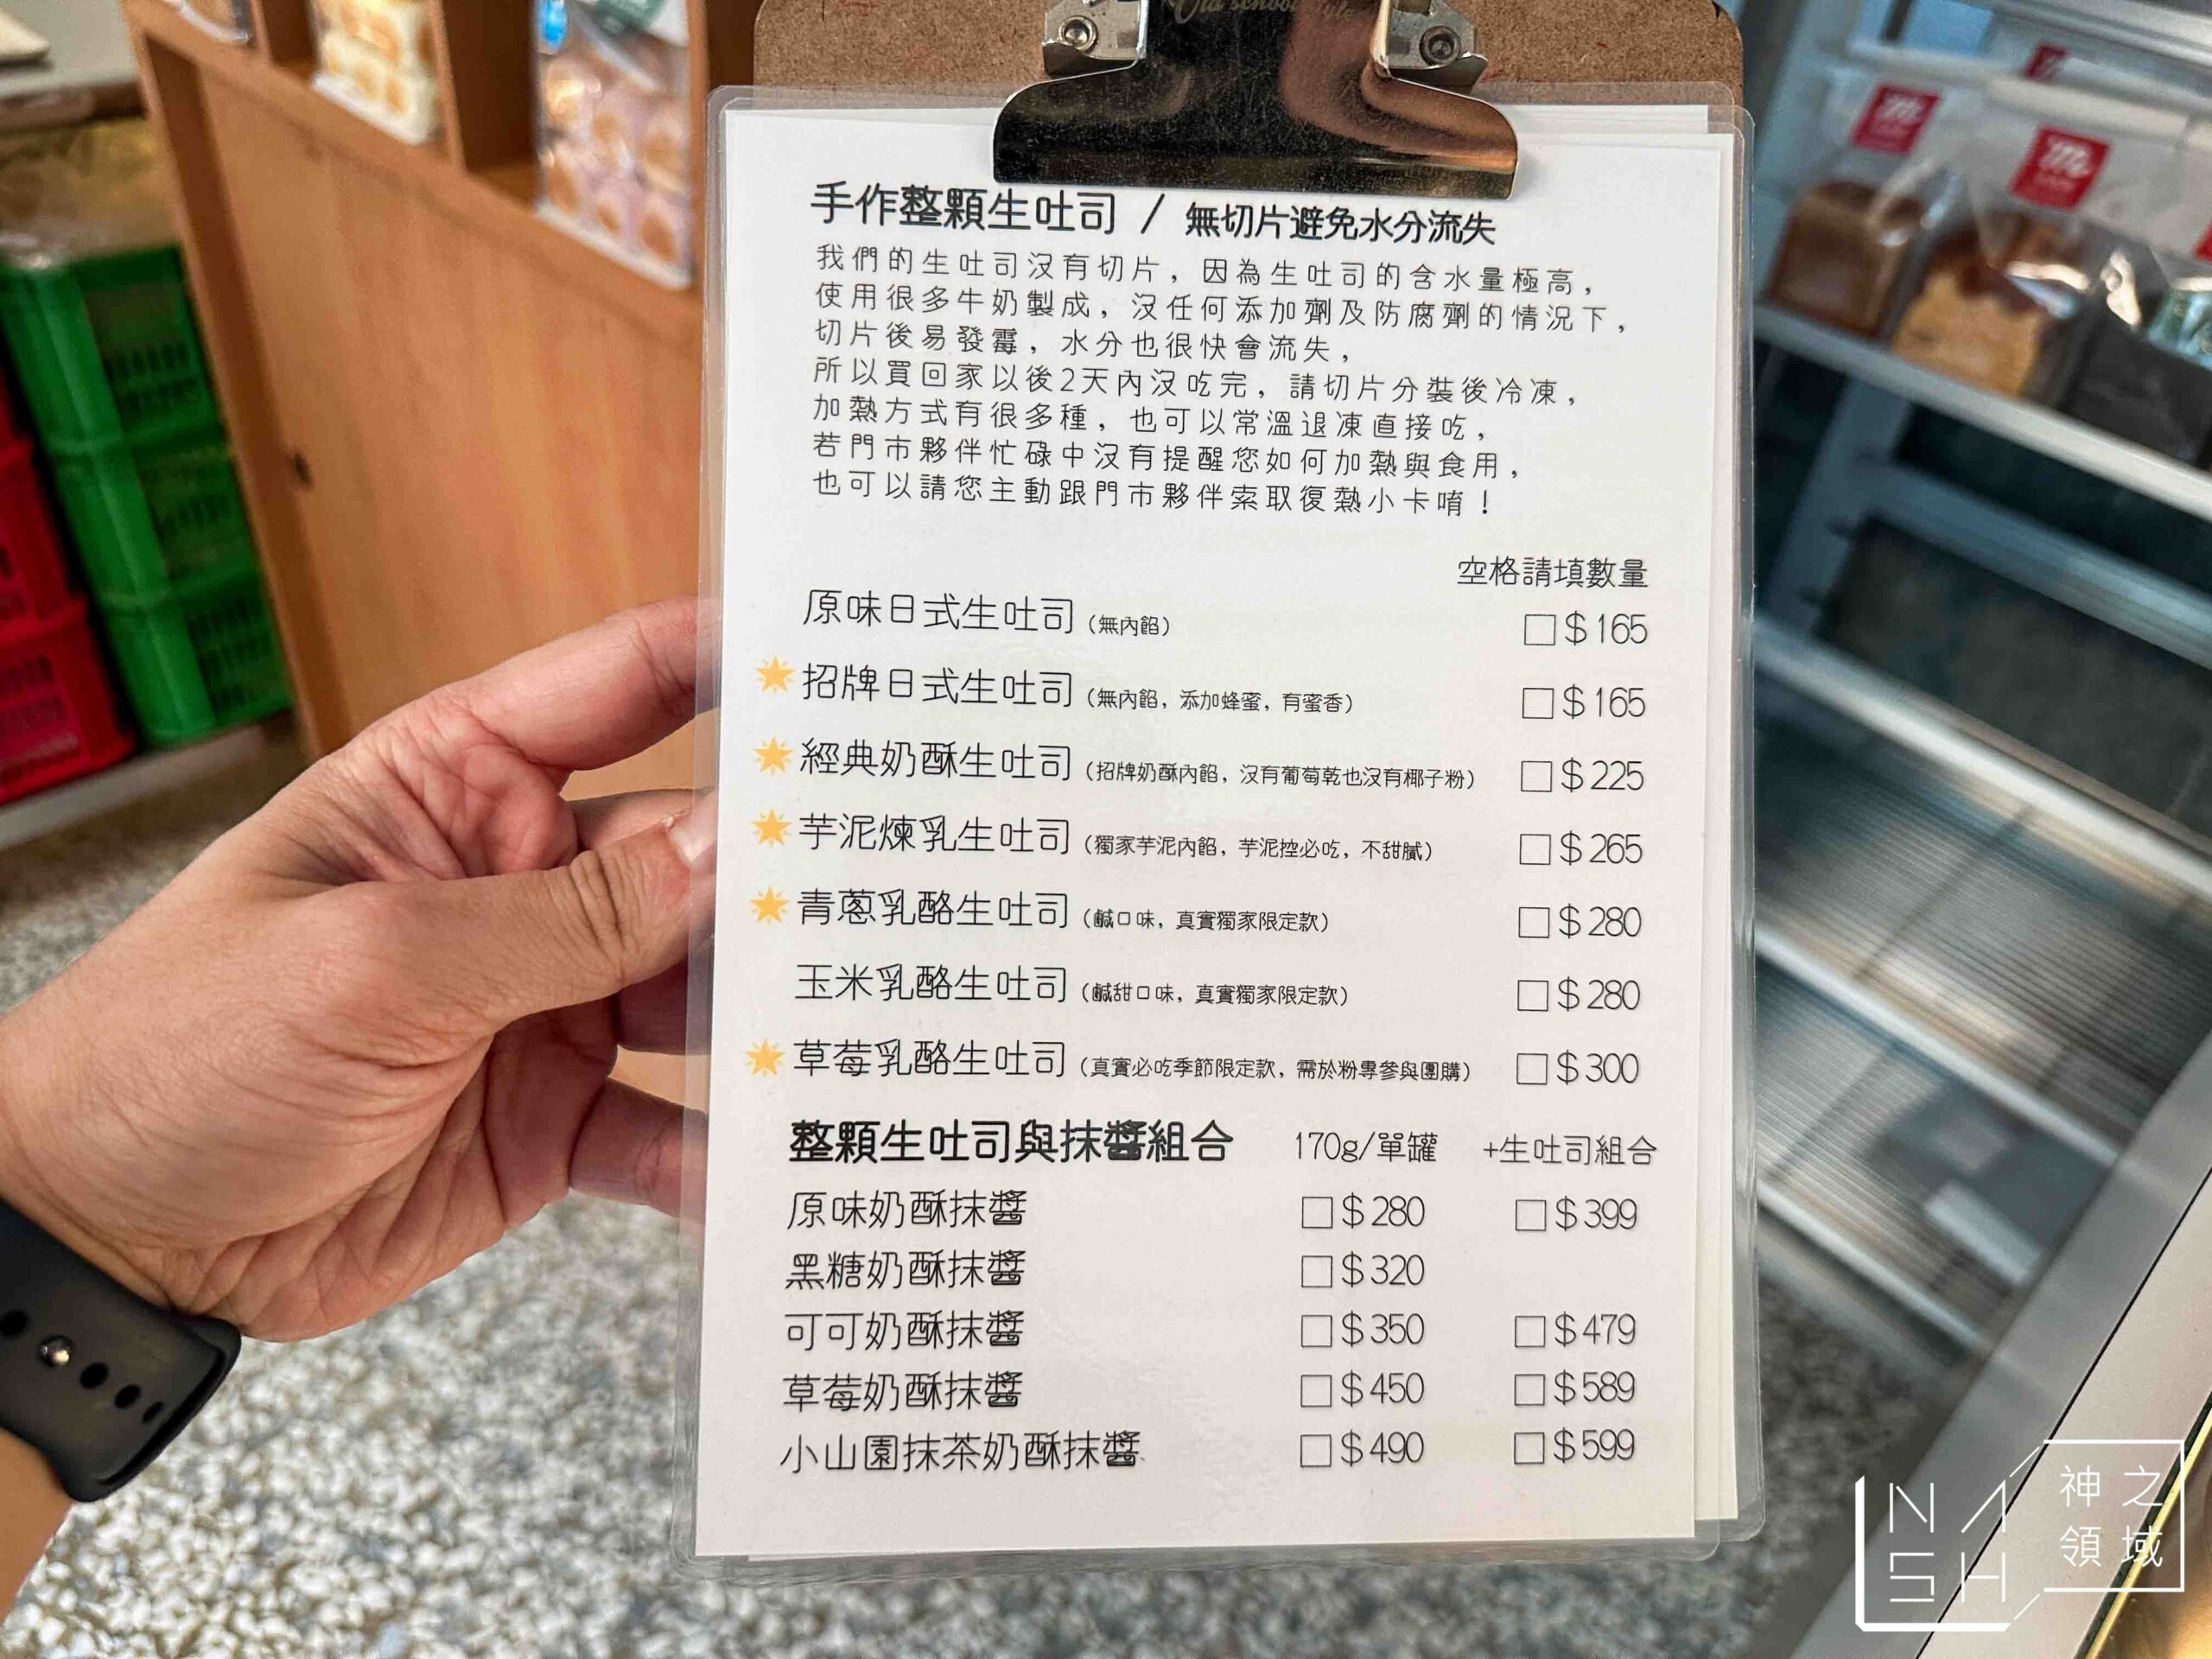 手作整顆生吐司 / 無切片避免水分流失
我們的生吐司沒有切片，因為生吐司的含水量極高，
使用很多牛奶製成，沒任何添加劑及防腐劑的情況下，
切片後易發霉，水分也很快會流失，
所以買回家以後2天內沒吃完，請切片分裝後冷凍，
加熱方式有很多種，也可以常溫退凍直接吃，
若門市夥伴忙碌中沒有提醒您如何加熱與食用，
也可以請您主動跟門市夥伴索取復熱小卡唷！
空格請填數量
原味日式生吐司 (無內餡) □$165
招牌日式生吐司 (無內餡，添加蜂蜜，有蜜香) □$165
經典奶酥生吐司 (招牌奶酥內餡，沒有葡萄乾也沒有椰子粉) □$225
芋泥煉乳生吐司 (獨家芋泥內餡，芋泥控必吃，不甜膩) □$265
青蔥乳酪生吐司 (鹹口味，真實獨家限定款) □$280
玉米乳酪生吐司 (鹹甜口味，真實獨家限定款) □$280
草莓乳酪生吐司 (真實必吃季節限定款，需於粉專參與團購) □$300
整顆生吐司與抹醬組合 170g/單罐 +生吐司組合
原味奶酥抹醬 □$280 □$399
黑糖奶酥抹醬 □$320
可可奶酥抹醬 □$350 □$479
草莓奶酥抹醬 □$450 □$589
小山園抹茶奶酥抹醬 □$490 □$599
NASH
神之
領域